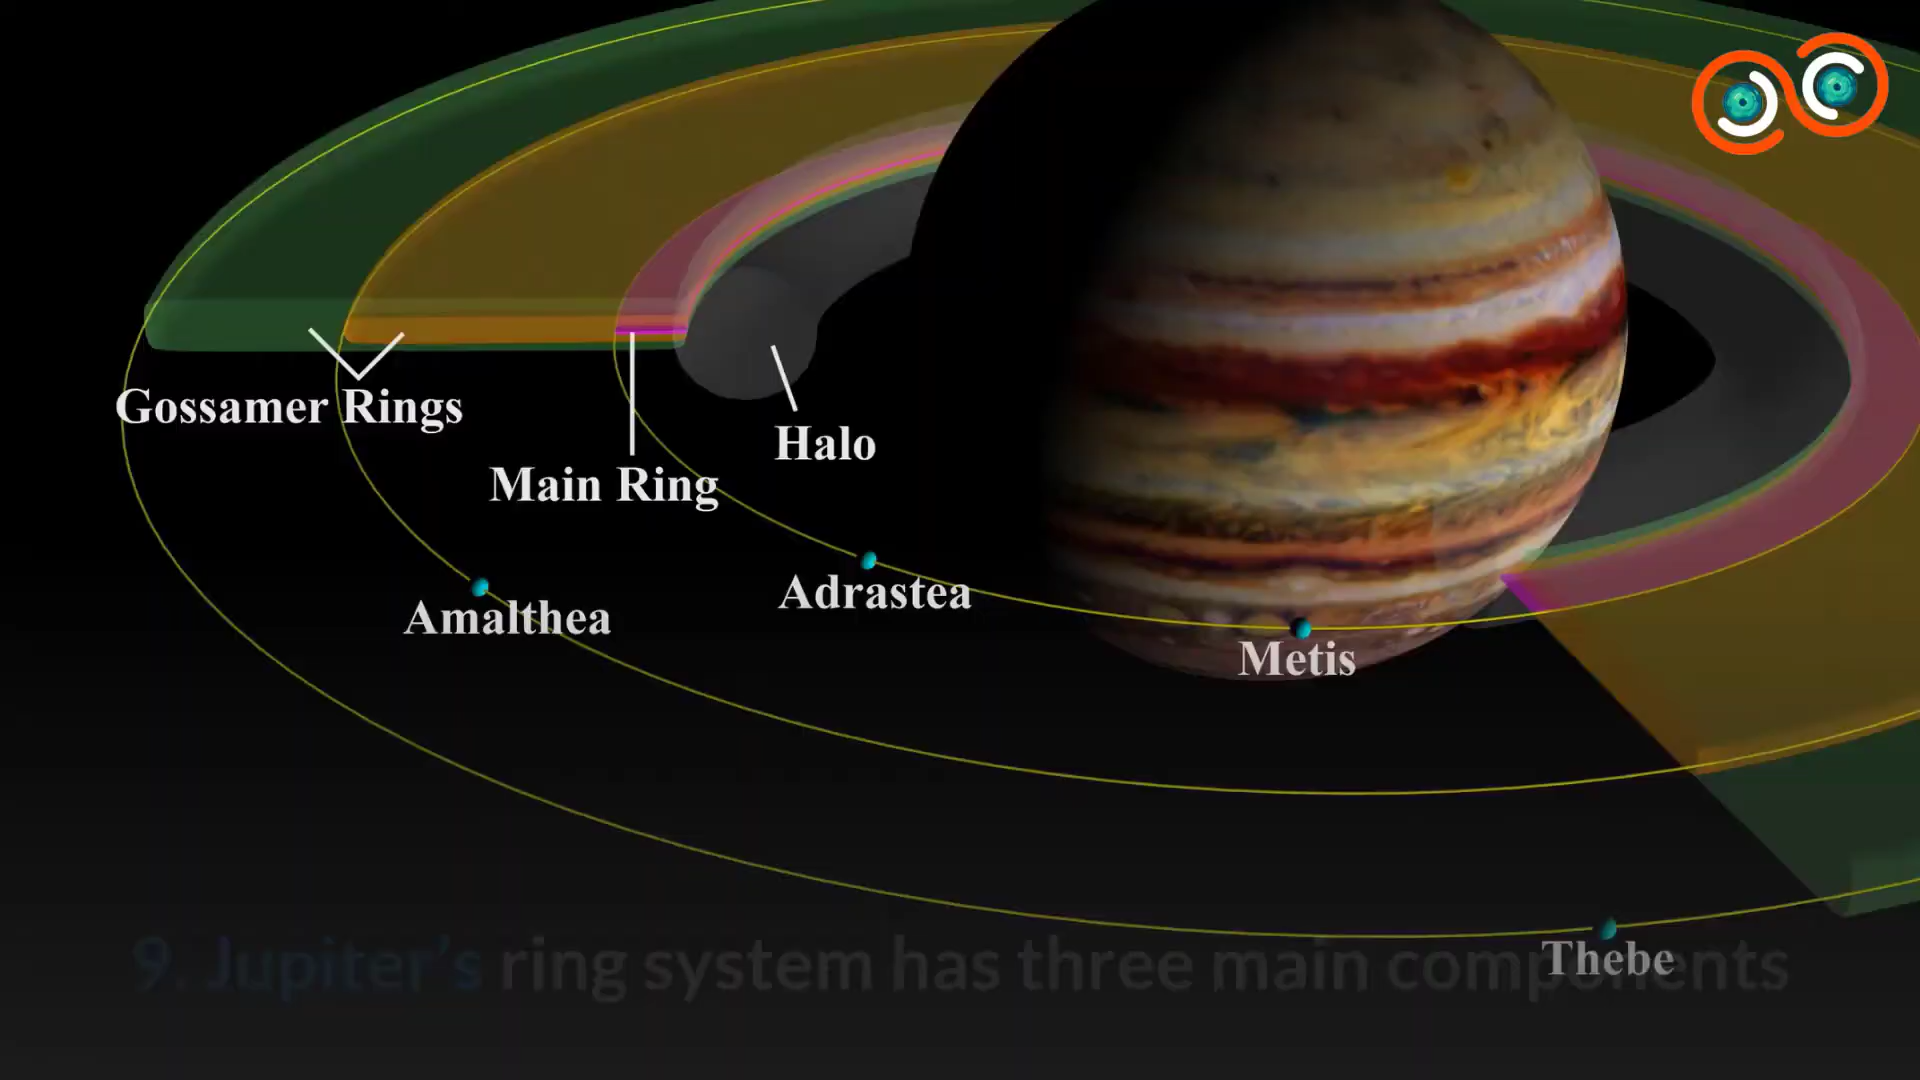 Gossamer Rings
Halo
Main Ring
Adrastea
Amalthea
Metis
Thebe
9. Jupiter's ring system has three main components